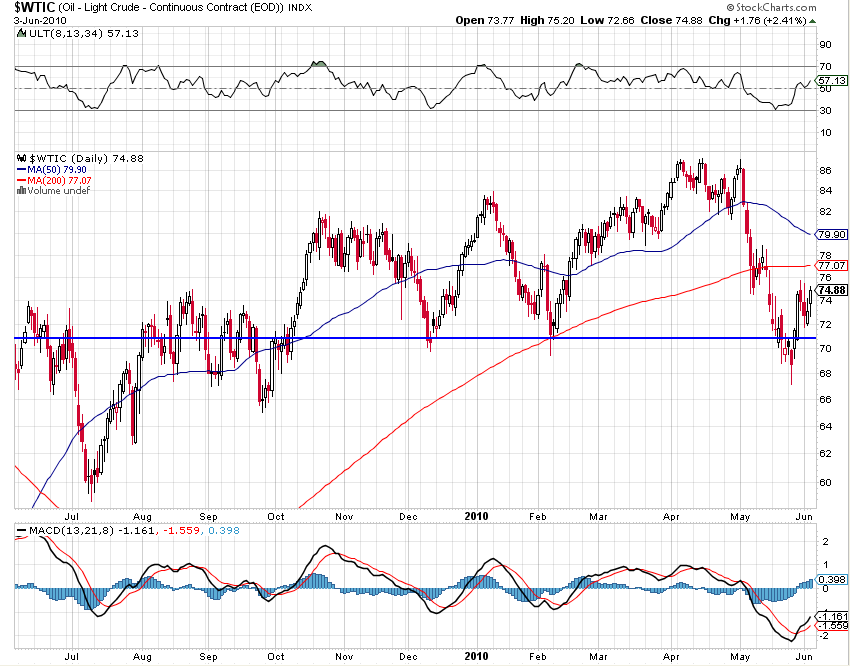 $WTIC (Oil - Light Crude - Continuous Contract (EOD)) INDX © StockCharts.com
3-Jun-2010 Open 73.77 High 75.20 Low 72.66 Close 74.88 Chg +1.76 (+2.41%)
ULT(8,13,34) 57.13
90
70
57.13
50
30
10
$WTIC (Daily) 74.88
MA(50) 79.90
MA(200) 77.07
Volume undef
86
84
82
79.90
78
77.07
76
74.88
74
72
70
68
66
64
62
60
Jul Aug Sep Oct Nov Dec 2010 Feb Mar Apr May Jun
MACD(13,21,8) -1.161, -1.559, 0.398
2
1
0.398
0
-1.161
-1.559
-2
Jul Aug Sep Oct Nov Dec 2010 Feb Mar Apr May Jun